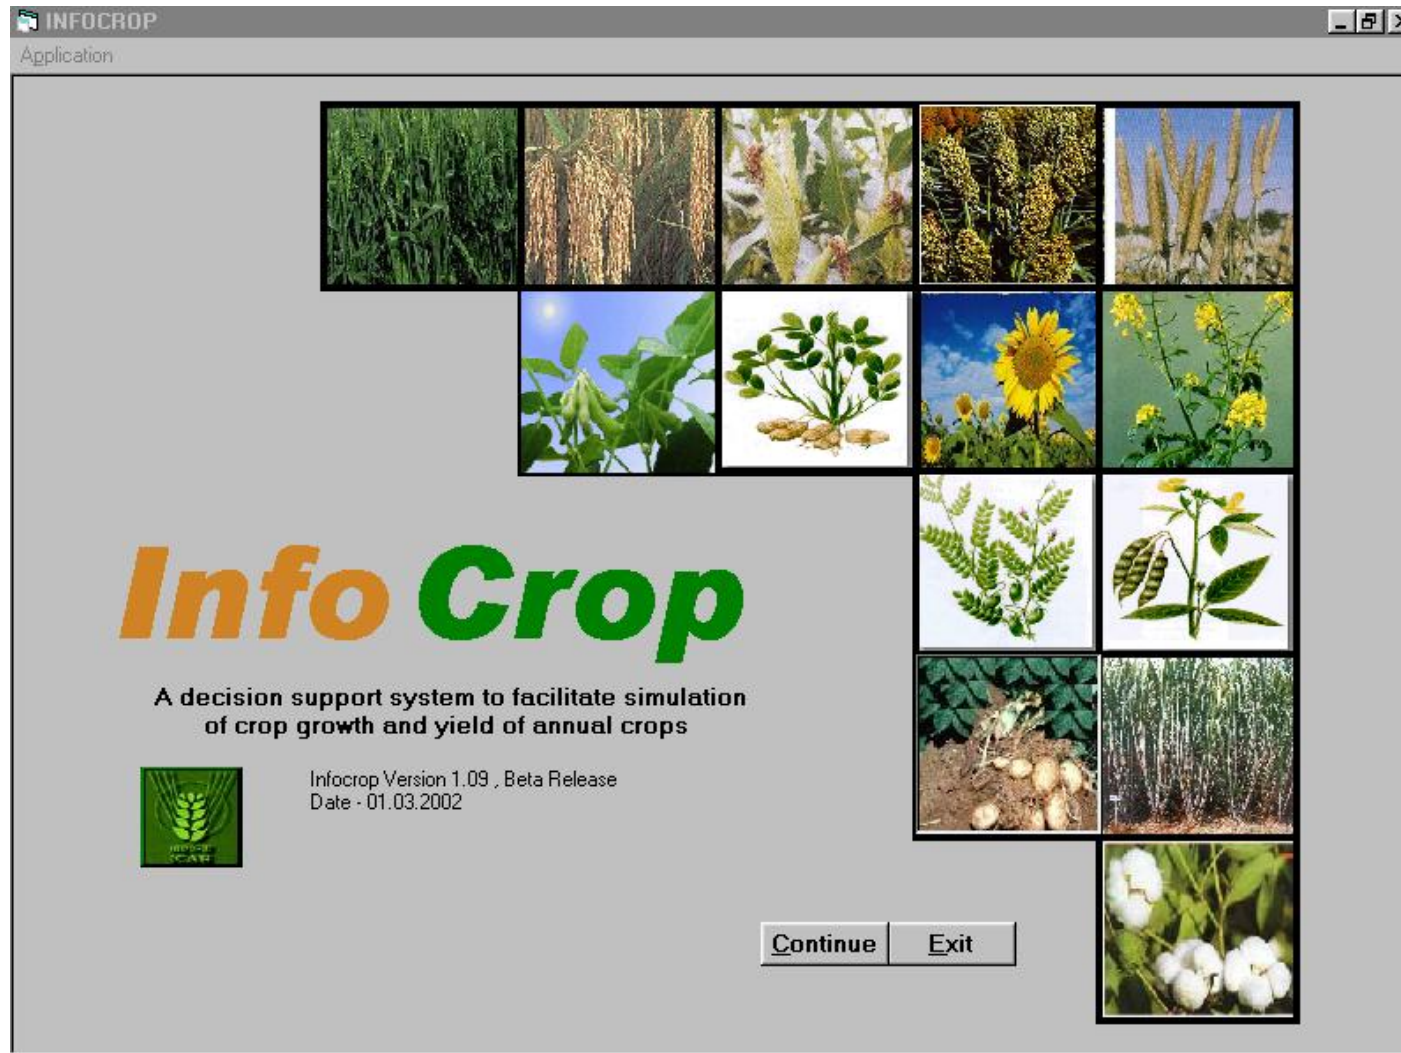 INFOCROP
Application
Info Crop
A decision support system to facilitate simulation
of crop growth and yield of annual crops
Infocrop Version 1.09 , Beta Release
Date - 01.03.2002
ICAR
Continue
Exit